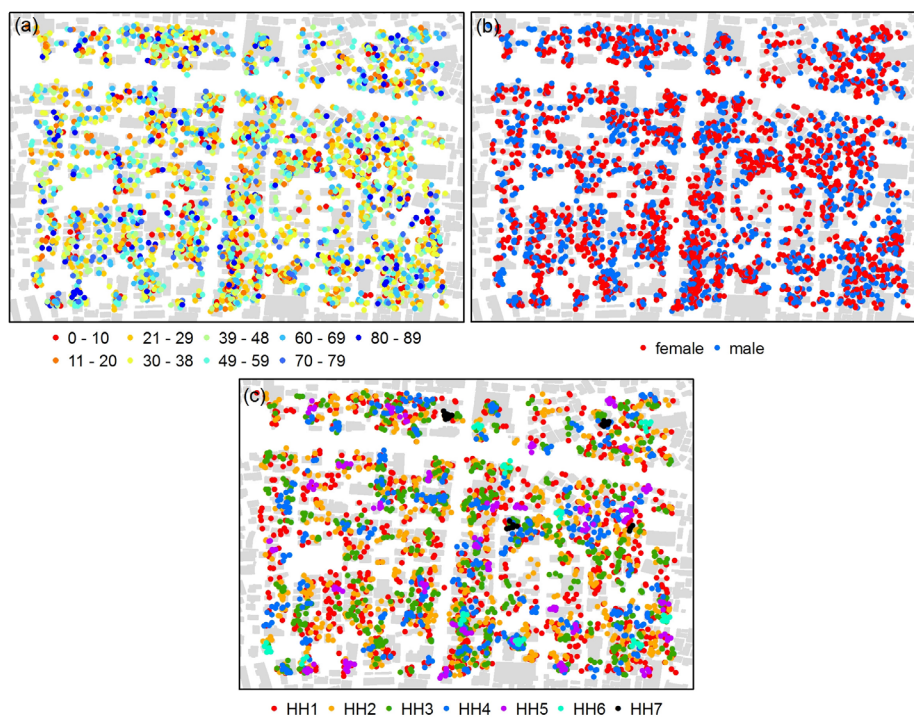 (a)
(b)
0 - 10 21 - 29 39 - 48 60 - 69 80 - 89
11 - 20 30 - 38 49 - 59 70 - 79
female male
(c)
HH1 HH2 HH3 HH4 HH5 HH6 HH7